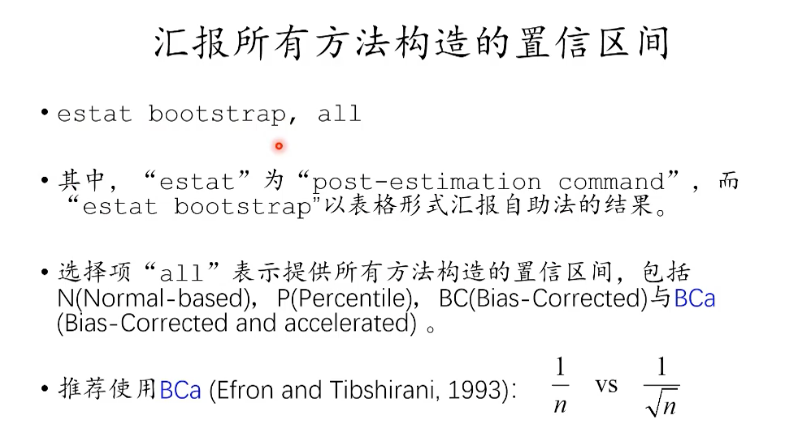 汇报所有方法构造的置信区间
• estat bootstrap, all
• 其中，“estat”为“post-estimation command”，而
“estat bootstrap”以表格形式汇报自助法的结果。
• 选择项“all”表示提供所有方法构造的置信区间，包括
N(Normal-based)，P(Percentile)，BC(Bias-Corrected)与BCa
(Bias-Corrected and accelerated) 。
• 推荐使用BCa (Efron and Tibshirani, 1993)： 1/n vs 1/√n